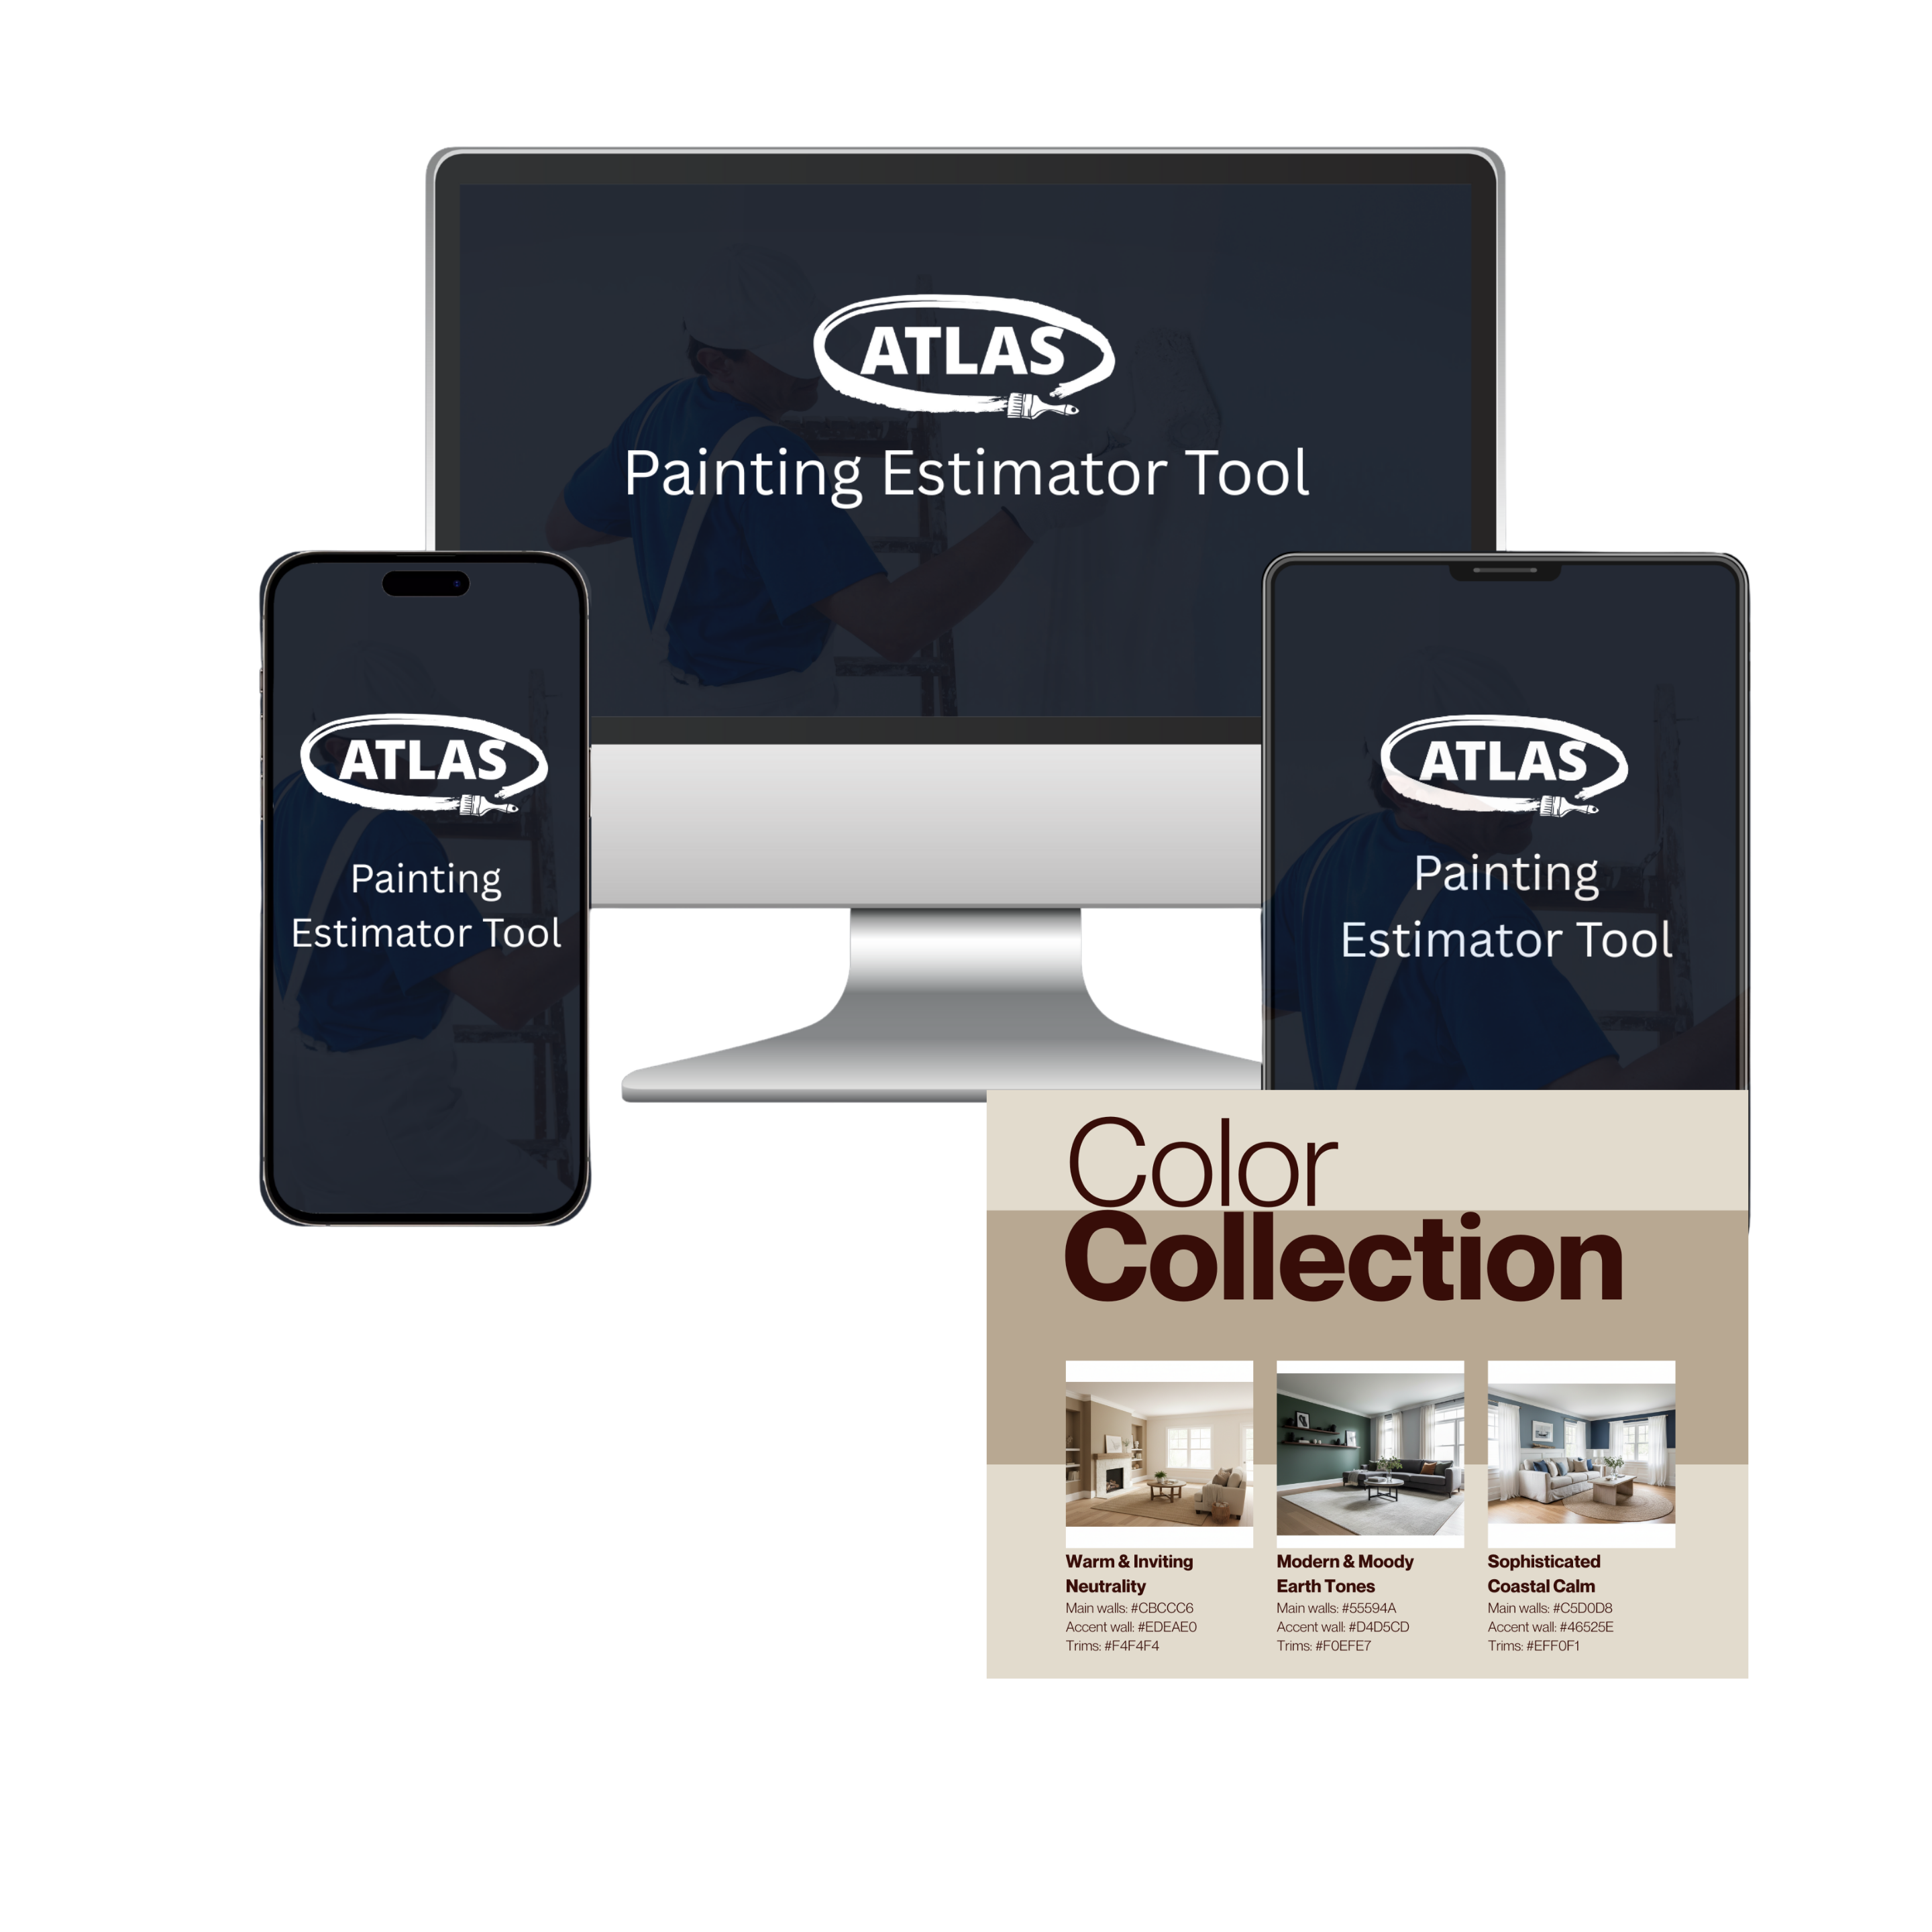 ATLAS
Painting Estimator Tool
ATLAS
Painting
Estimator Tool
ATLAS
Painting
Estimator Tool
Color
Collection
Warm & Inviting
Neutrality
Main walls: #CBCCC6
Accent wall: #EDEAE0
Trims: #F4F4F4
Modern & Moody
Earth Tones
Main walls: #55594A
Accent wall: #D4D5CD
Trims: #F0EFE7
Sophisticated
Coastal Calm
Main walls: #C5D0D8
Accent wall: #46525E
Trims: #EFF0F1